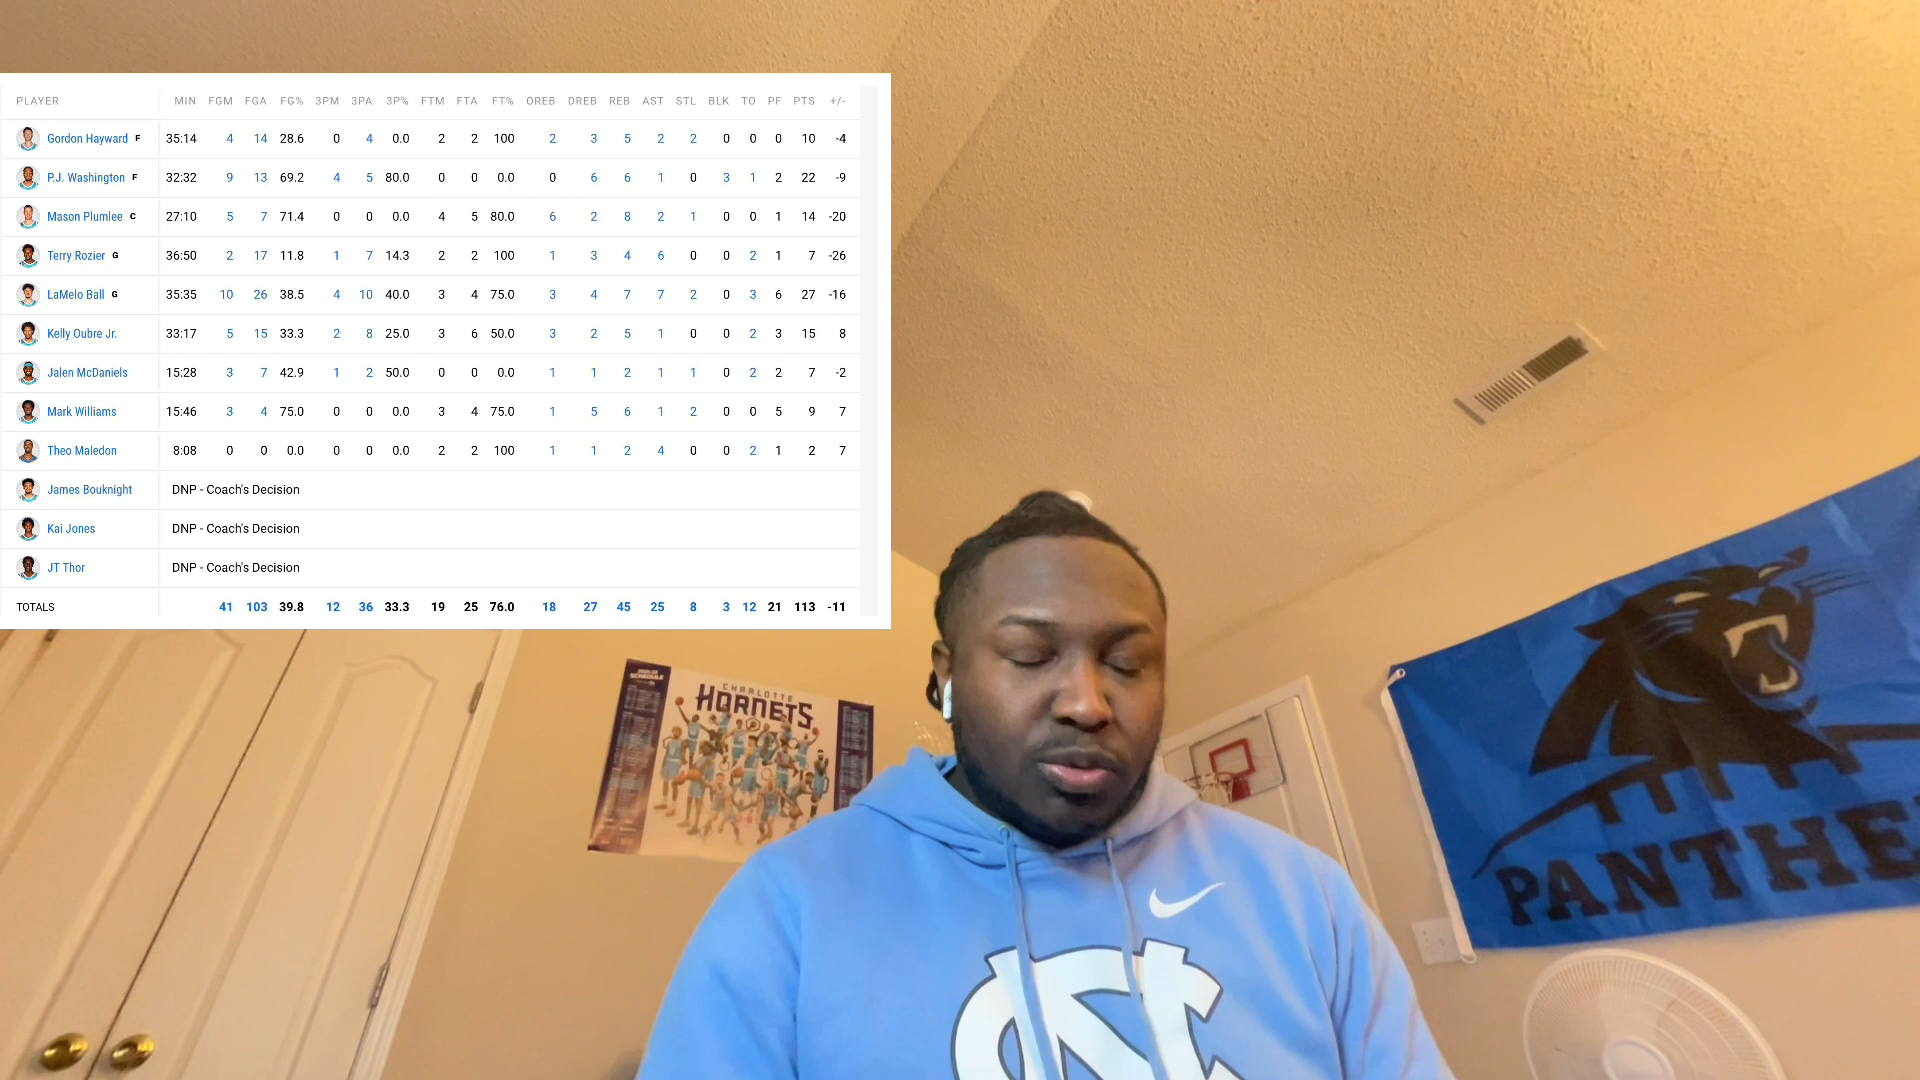 PLAYER MIN FGM FGA FG% 3PM 3PA 3P% FTM FTA FT% OREB DREB REB AST STL BLK TO PF PTS +/-
Gordon Hayward F 35:14 4 14 28.6 0 4 0.0 2 2 100 2 3 5 2 2 0 0 0 10 -4
P.J. Washington F 32:32 9 13 69.2 4 5 80.0 0 0 0.0 0 6 6 1 0 3 1 2 22 -9
Mason Plumlee C 27:10 5 7 71.4 0 0 0.0 4 5 80.0 6 2 8 2 1 0 0 1 14 -20
Terry Rozier G 36:50 2 17 11.8 1 7 14.3 2 2 100 1 3 4 6 0 0 2 1 7 -26
LaMelo Ball G 35:35 10 26 38.5 4 10 40.0 3 4 75.0 3 4 7 7 2 0 3 6 27 -16
Kelly Oubre Jr. 33:17 5 15 33.3 2 8 25.0 3 6 50.0 3 2 5 1 0 0 2 3 15 8
Jalen McDaniels 15:28 3 7 42.9 1 2 50.0 0 0 0.0 1 1 2 1 1 0 2 2 7 -2
Mark Williams 15:46 3 4 75.0 0 0 0.0 3 4 75.0 1 5 6 1 2 0 0 5 9 7
Theo Maledon 8:08 0 0 0.0 0 0 0.0 2 2 100 1 1 2 4 0 0 2 1 2 7
James Bouknight DNP - Coach's Decision
Kai Jones DNP - Coach's Decision
JT Thor DNP - Coach's Decision
TOTALS 41 103 39.8 12 36 33.3 19 25 76.0 18 27 45 25 8 3 12 21 113 -11
SCHEDULE
CHARLOTTE
HORNETS
PANTHE
NC